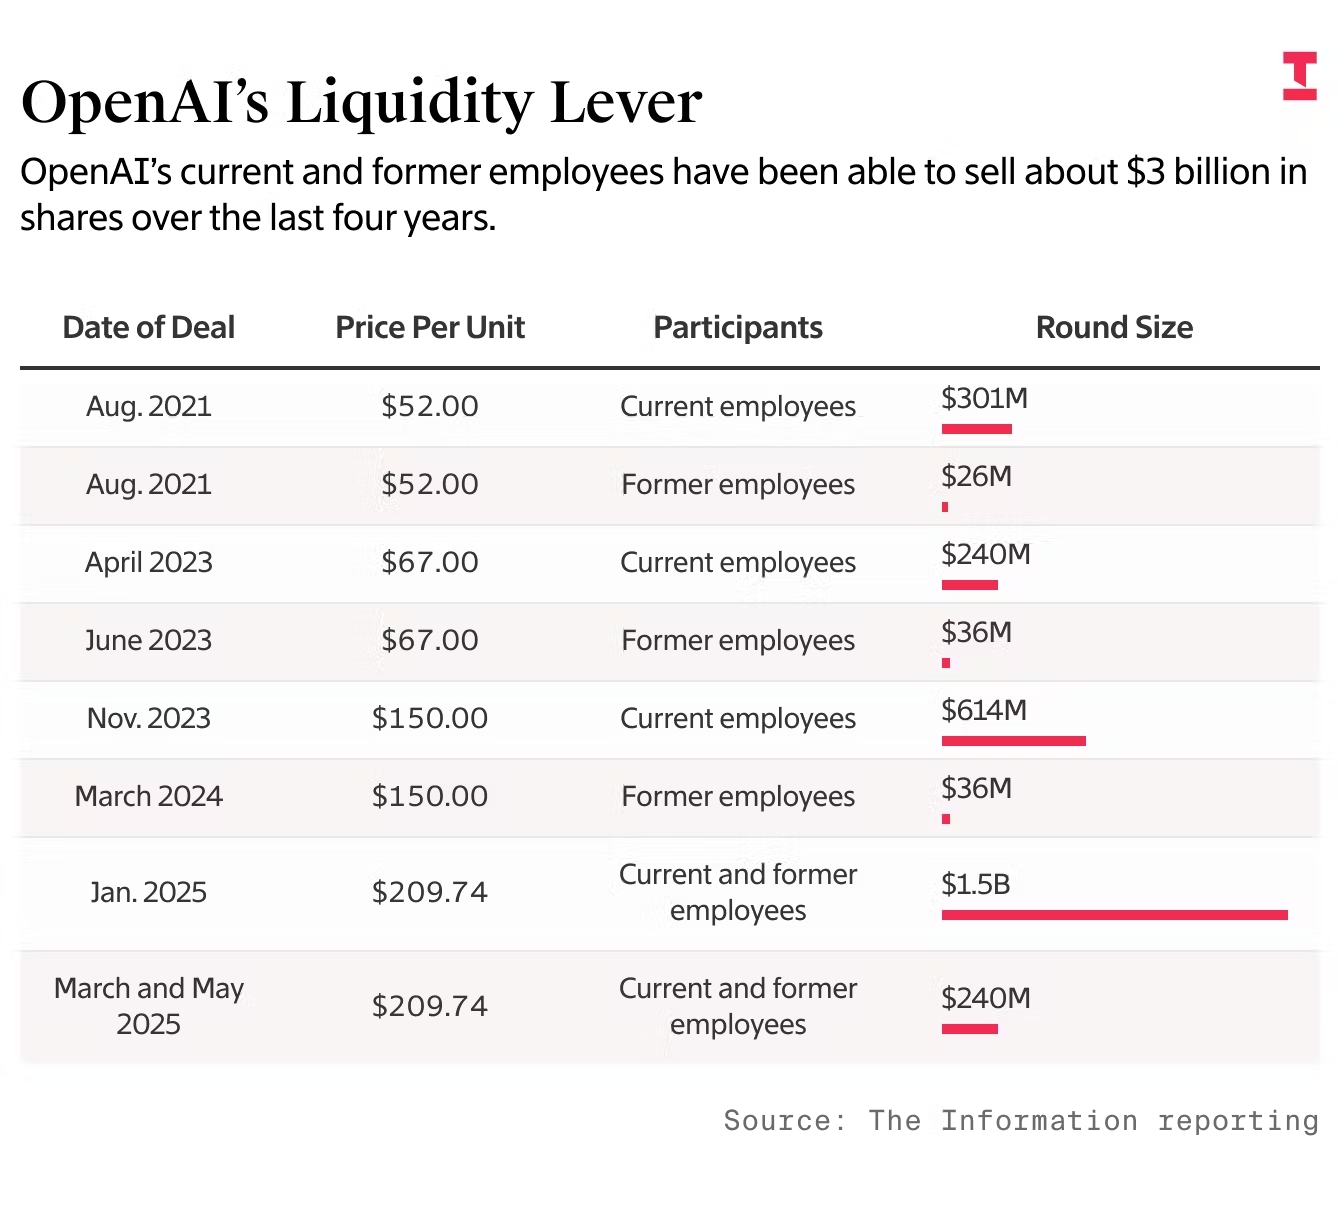 OpenAI’s Liquidity Lever
OpenAI’s current and former employees have been able to sell about $3 billion in
shares over the last four years.
Date of Deal Price Per Unit Participants Round Size
Aug. 2021 $52.00 Current employees $301M
Aug. 2021 $52.00 Former employees $26M
April 2023 $67.00 Current employees $240M
June 2023 $67.00 Former employees $36M
Nov. 2023 $150.00 Current employees $614M
March 2024 $150.00 Former employees $36M
Jan. 2025 $209.74 Current and former
employees $1.5B
March and May
2025 $209.74 Current and former
employees $240M
Source: The Information reporting